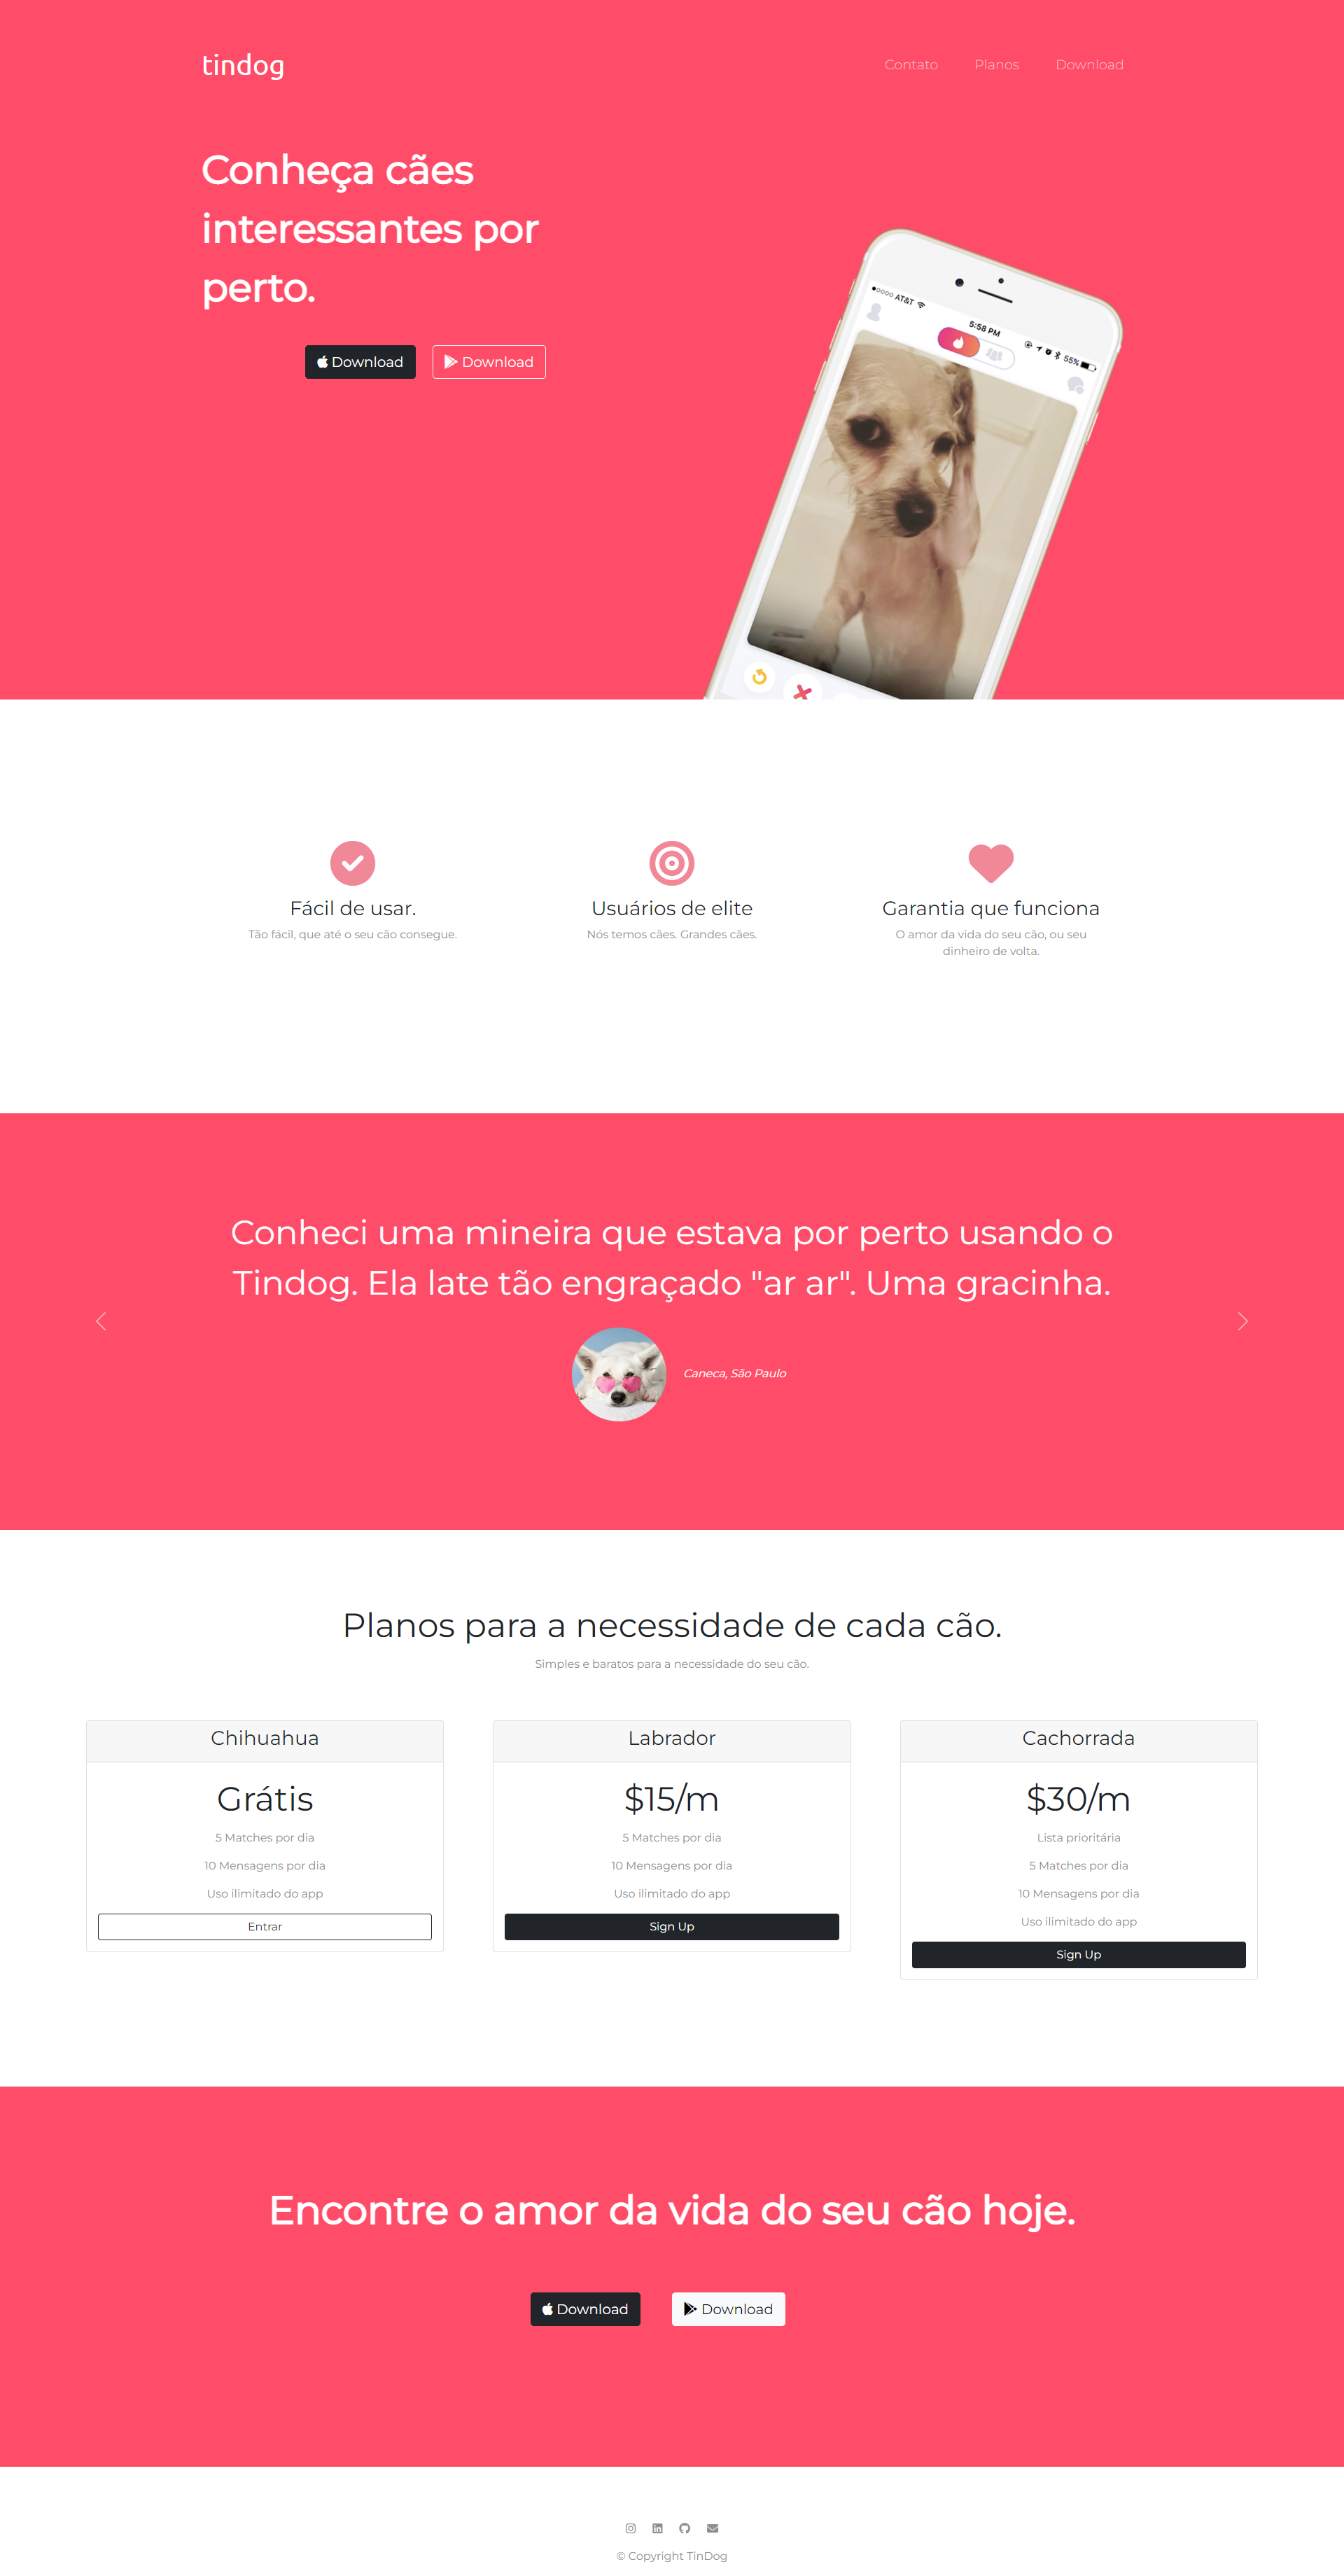 tindog
Contato Planos Download
Conheça cães
interessantes por
perto.
Download Download
AT&T 5:58 PM 55%
Fácil de usar.
Tão fácil, que até o seu cão consegue.
Usuários de elite
Nós temos cães. Grandes cães.
Garantia que funciona
O amor da vida do seu cão, ou seu
dinheiro de volta.
Conheci uma mineira que estava por perto usando o
Tindog. Ela late tão engraçado "ar ar". Uma gracinha.
Caneca, São Paulo
Planos para a necessidade de cada cão.
Simples e baratos para a necessidade do seu cão.
Chihuahua
Grátis
5 Matches por dia
10 Mensagens por dia
Uso ilimitado do app
Entrar
Labrador
$15/m
5 Matches por dia
10 Mensagens por dia
Uso ilimitado do app
Sign Up
Cachorrada
$30/m
Lista prioritária
5 Matches por dia
10 Mensagens por dia
Uso ilimitado do app
Sign Up
Encontre o amor da vida do seu cão hoje.
Download Download
© Copyright TinDog